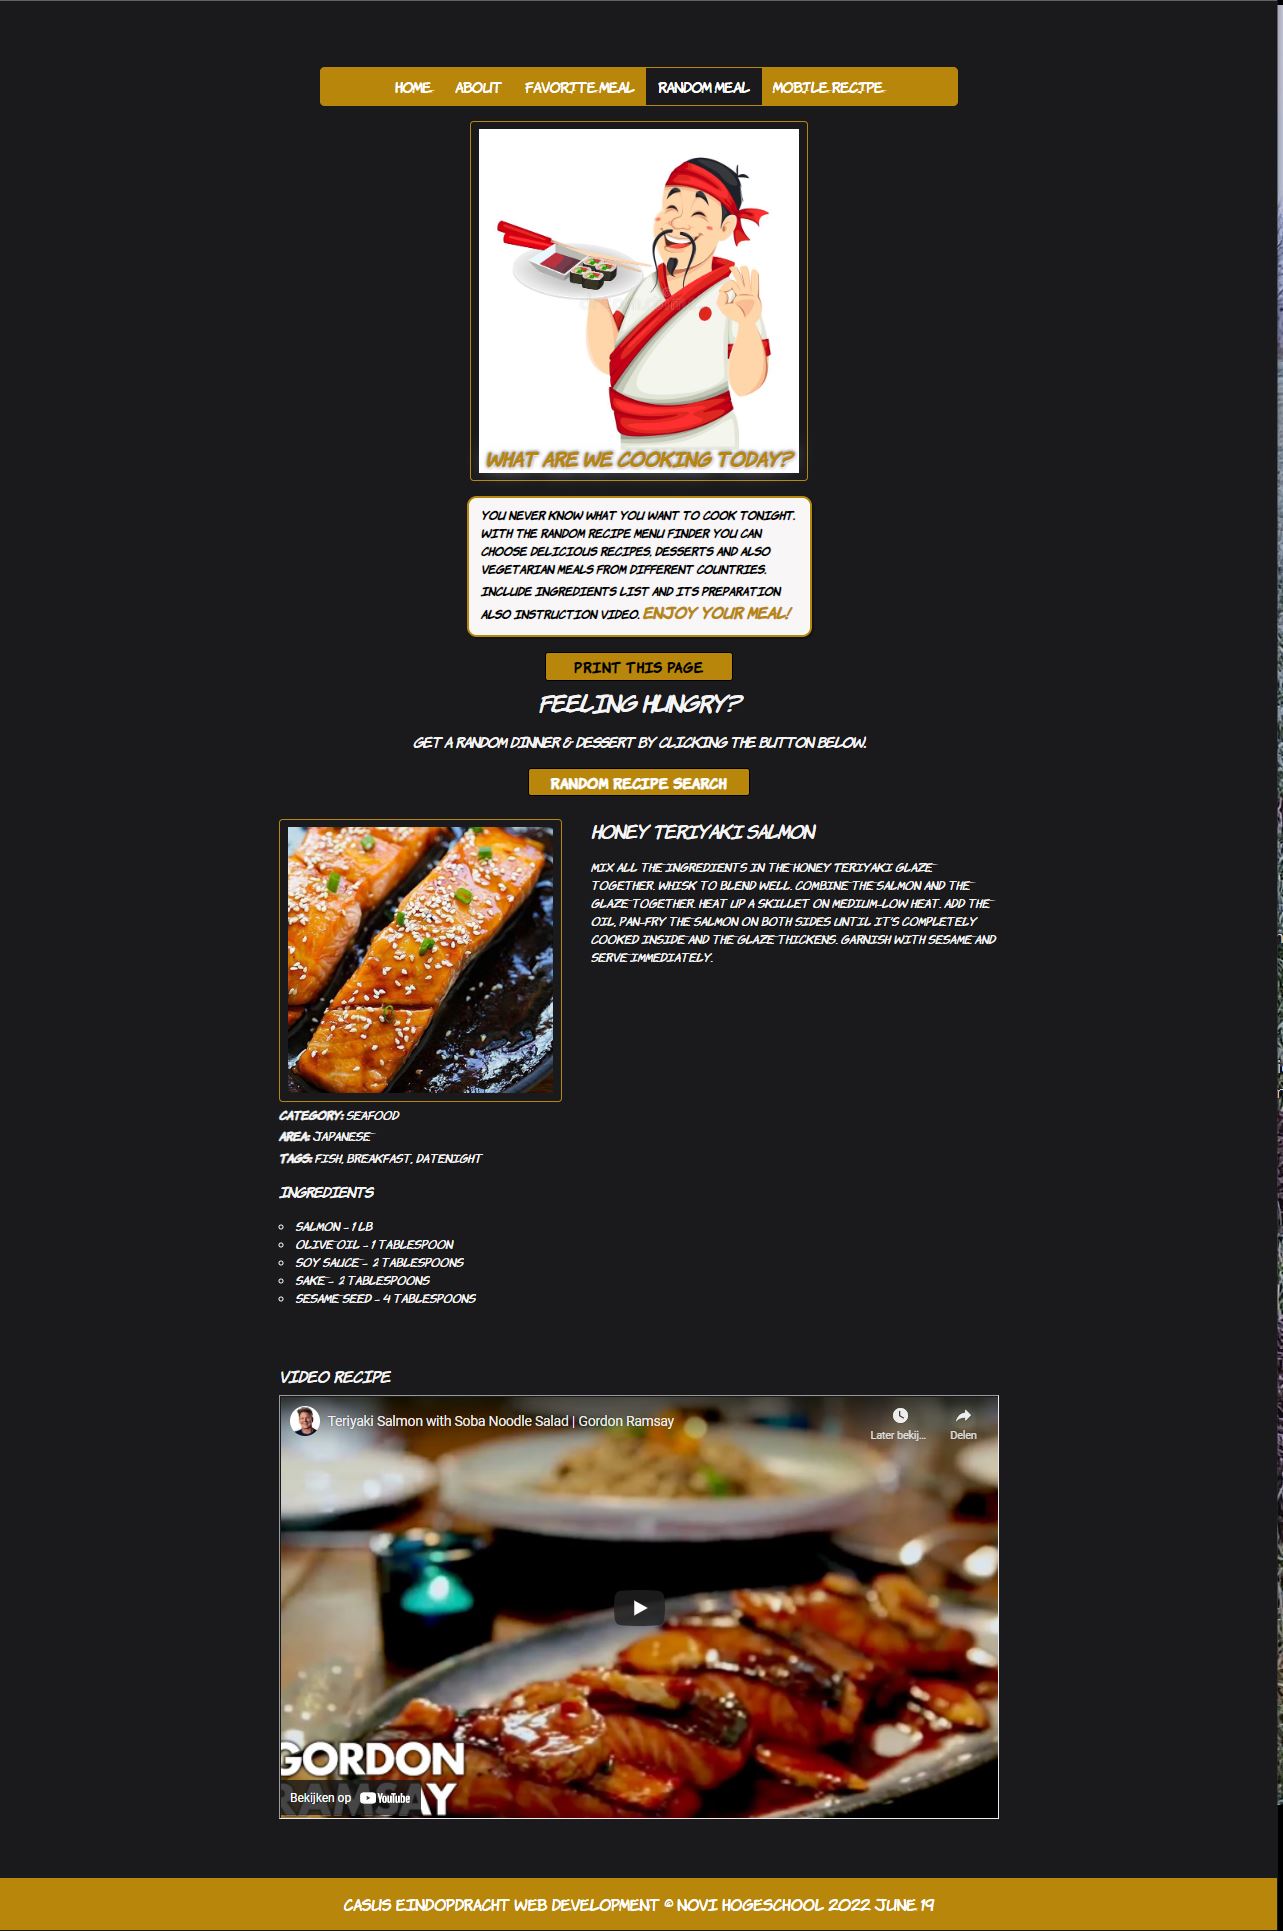 HOME ABOUT FAVORITE MEAL RANDOM MEAL MOBILE RECIPE
WHAT ARE WE COOKING TODAY?
YOU NEVER KNOW WHAT YOU WANT TO COOK TONIGHT.
WITH THE RANDOM RECIPE MENU FINDER YOU CAN
CHOOSE DELICIOUS RECIPES, DESSERTS AND ALSO
VEGETARIAN MEALS FROM DIFFERENT COUNTRIES.
INCLUDE INGREDIENTS LIST AND ITS PREPARATION
ALSO INSTRUCTION VIDEO. ENJOY YOUR MEAL!
PRINT THIS PAGE
FEELING HUNGRY?
GET A RANDOM DINNER & DESSERT BY CLICKING THE BUTTON BELOW.
RANDOM RECIPE SEARCH
HONEY TERIYAKI SALMON
MIX ALL THE INGREDIENTS IN THE HONEY TERIYAKI GLAZE
TOGETHER. WHISK TO BLEND WELL. COMBINE THE SALMON AND THE
GLAZE TOGETHER. HEAT UP A SKILLET ON MEDIUM-LOW HEAT. ADD THE
OIL, PAN-FRY THE SALMON ON BOTH SIDES UNTIL IT'S COMPLETELY
COOKED INSIDE AND THE GLAZE THICKENS. GARNISH WITH SESAME AND
SERVE IMMEDIATELY.
CATEGORY: SEAFOOD
AREA: JAPANESE
TAGS: FISH, BREAKFAST, DATENIGHT
INGREDIENTS
SALMON - 1 LB
OLIVE OIL - 1 TABLESPOON
SOY SAUCE - 2 TABLESPOONS
SAKE - 2 TABLESPOONS
SESAME SEED - 4 TABLESPOONS
VIDEO RECIPE
Teriyaki Salmon with Soba Noodle Salad | Gordon Ramsay
Later bekij... Delen
GORDON
RAMSAY
Bekijken op YouTube
CASUS EINDOPDRACHT WEB DEVELOPMENT © NOVI HOGESCHOOL 2022 JUNE 19